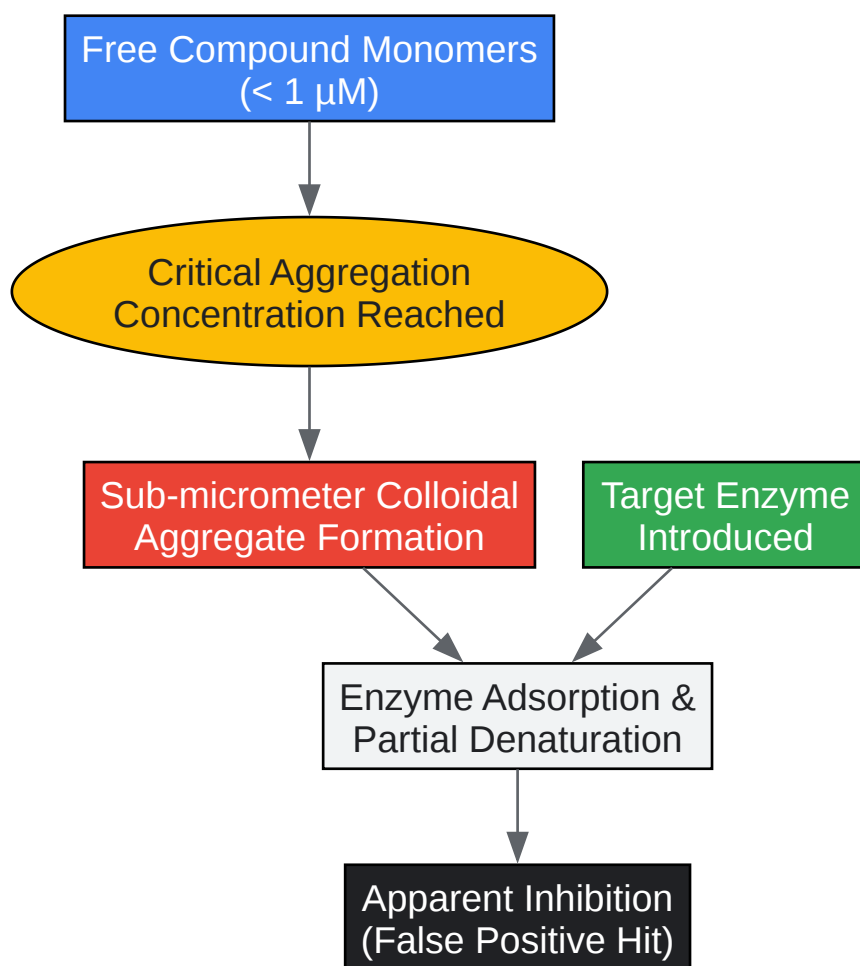 Free Compound Monomers
(< 1 µM)
Critical Aggregation
Concentration Reached
Sub-micrometer Colloidal
Aggregate Formation
Target Enzyme
Introduced
Enzyme Adsorption &
Partial Denaturation
Apparent Inhibition
(False Positive Hit)